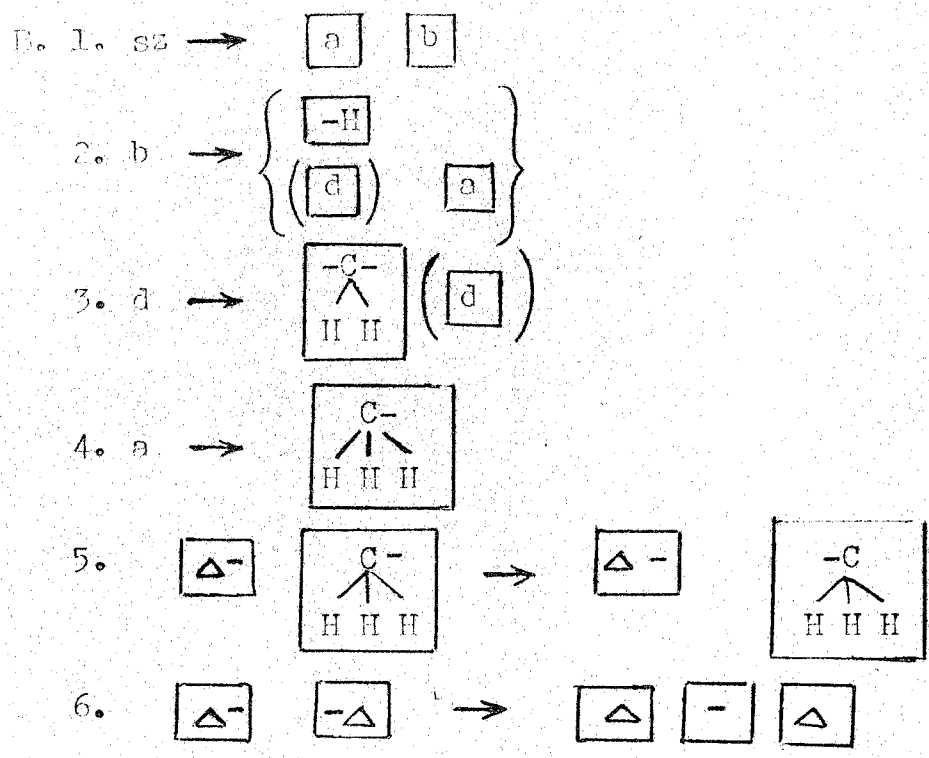 B. 1. sz → a b
2. b → { -H
(d) a }
3. d → -C- (d)
H H
4. a → C-
H H H
5. △- C- → △ - -C
H H H H H H
6. △- -△ → △ - △